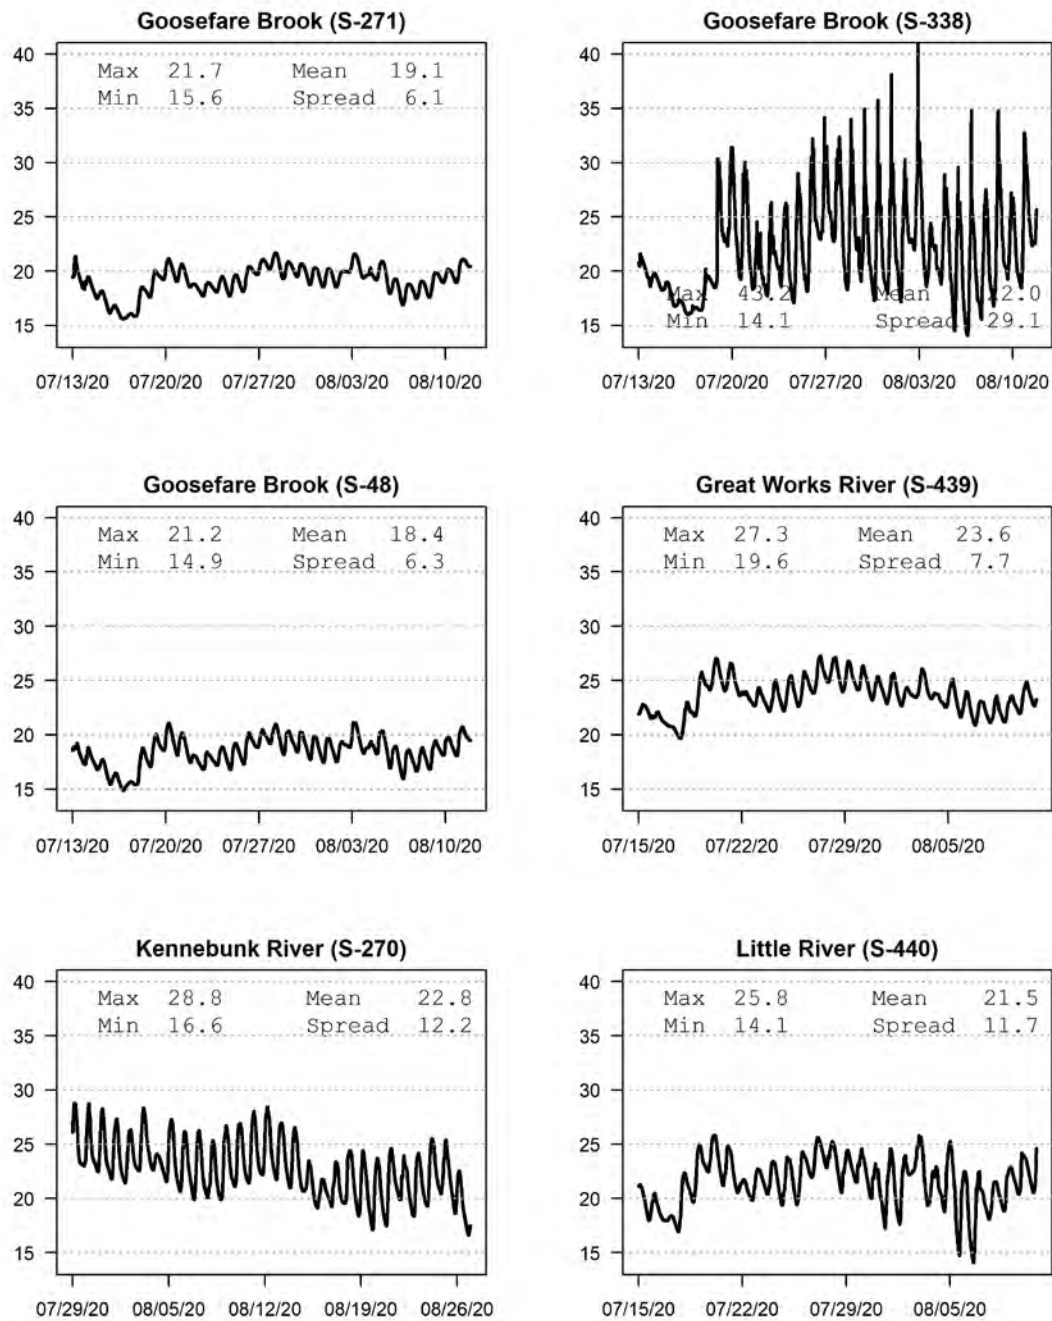 Goosefare Brook (S-271)
40
35
30
25
20
15
Max 21.7 Mean 19.1
Min 15.6 Spread 6.1
07/13/20 07/20/20 07/27/20 08/03/20 08/10/20
Goosefare Brook (S-338)
40
35
30
25
20
15
Max 43.2 Mean 22.0
Min 14.1 Spread 29.1
07/13/20 07/20/20 07/27/20 08/03/20 08/10/20
Goosefare Brook (S-48)
40
35
30
25
20
15
Max 21.2 Mean 18.4
Min 14.9 Spread 6.3
07/13/20 07/20/20 07/27/20 08/03/20 08/10/20
Great Works River (S-439)
40
35
30
25
20
15
Max 27.3 Mean 23.6
Min 19.6 Spread 7.7
07/15/20 07/22/20 07/29/20 08/05/20
Kennebunk River (S-270)
40
35
30
25
20
15
Max 28.8 Mean 22.8
Min 16.6 Spread 12.2
07/29/20 08/05/20 08/12/20 08/19/20 08/26/20
Little River (S-440)
40
35
30
25
20
15
Max 25.8 Mean 21.5
Min 14.1 Spread 11.7
07/15/20 07/22/20 07/29/20 08/05/20